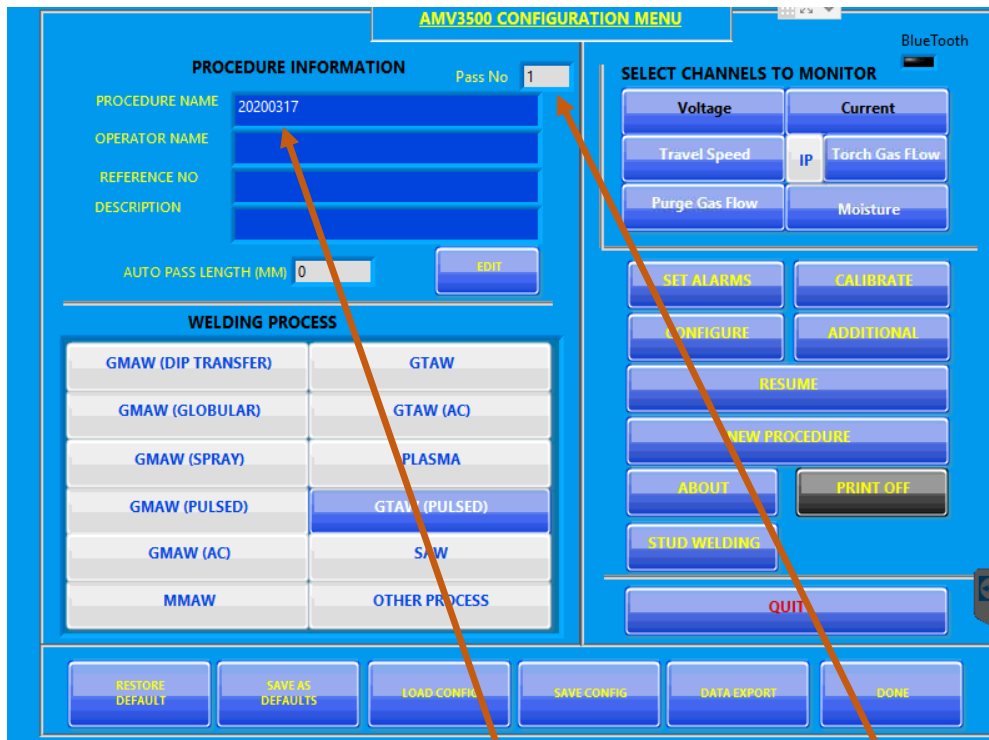 AMV3500 CONFIGURATION MENU
BlueTooth
PROCEDURE INFORMATION
Pass No 1
PROCEDURE NAME 20200317
OPERATOR NAME
REFERENCE NO
DESCRIPTION
AUTO PASS LENGTH (MM) 0
EDIT
WELDING PROCESS
GMAW (DIP TRANSFER) GTAW
GMAW (GLOBULAR) GTAW (AC)
GMAW (SPRAY) PLASMA
GMAW (PULSED) GTAW (PULSED)
GMAW (AC) SAW
MMAW OTHER PROCESS
SELECT CHANNELS TO MONITOR
Voltage Current
Travel Speed IP Torch Gas FLow
Purge Gas Flow Moisture
SET ALARMS CALIBRATE
CONFIGURE ADDITIONAL
RESUME
NEW PROCEDURE
ABOUT PRINT OFF
STUD WELDING
QUIT
RESTORE
DEFAULT
SAVE AS
DEFAULTS
LOAD CONFIG
SAVE CONFIG
DATA EXPORT
DONE